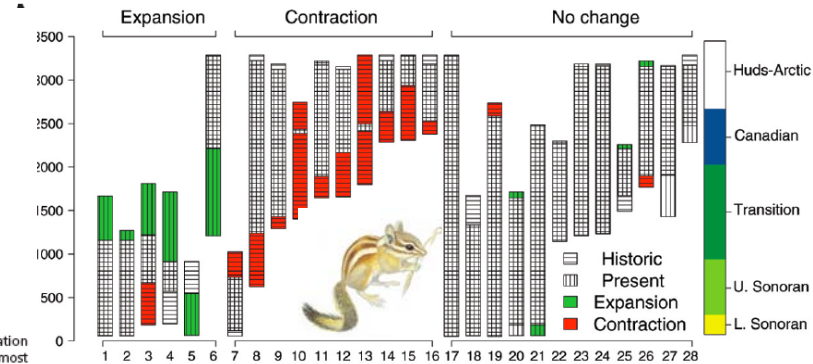 Expansion Contraction No change
3500
3000
2500
2000
1500
1000
500
0
Huds-Arctic
Canadian
Transition
U. Sonoran
L. Sonoran
Historic
Present
Expansion
Contraction
1 2 3 4 5 6 7 8 9 10 11 12 13 14 15 16 17 18 19 20 21 22 23 24 25 26 27 28
ation
most